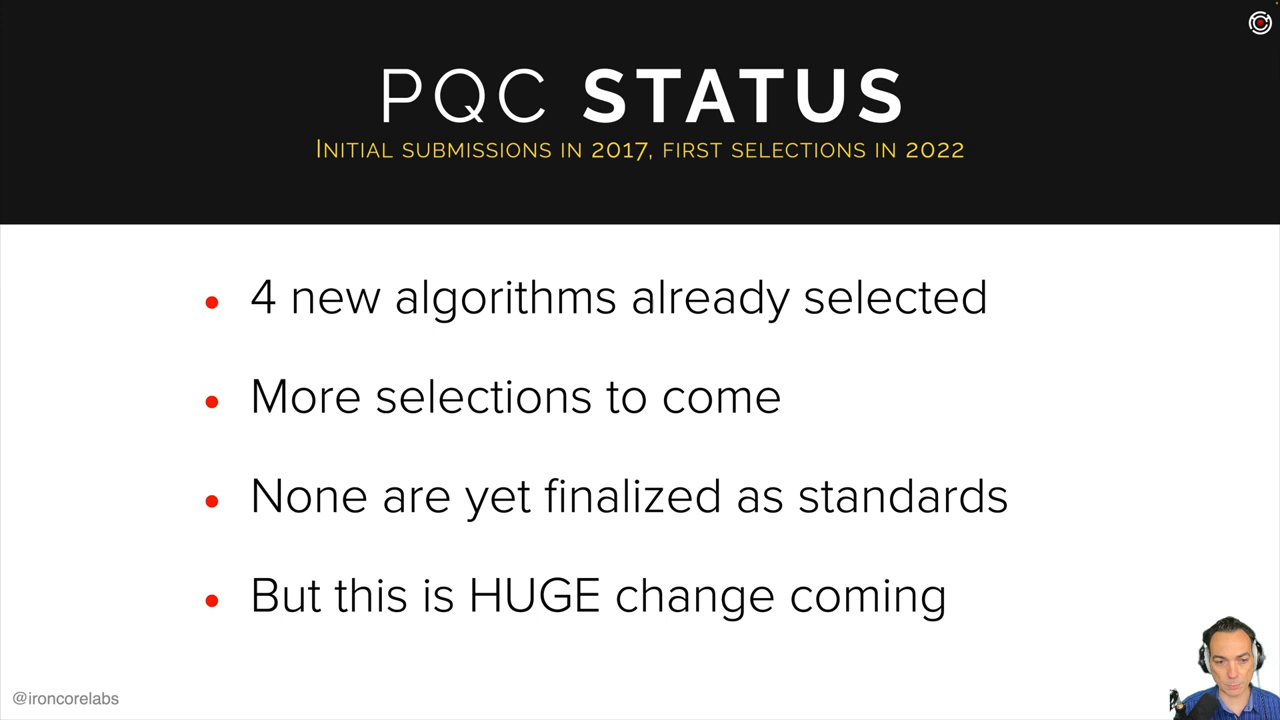 PQC STATUS
INITIAL SUBMISSIONS IN 2017, FIRST SELECTIONS IN 2022
• 4 new algorithms already selected
• More selections to come
• None are yet finalized as standards
• But this is HUGE change coming
@ironcorelabs